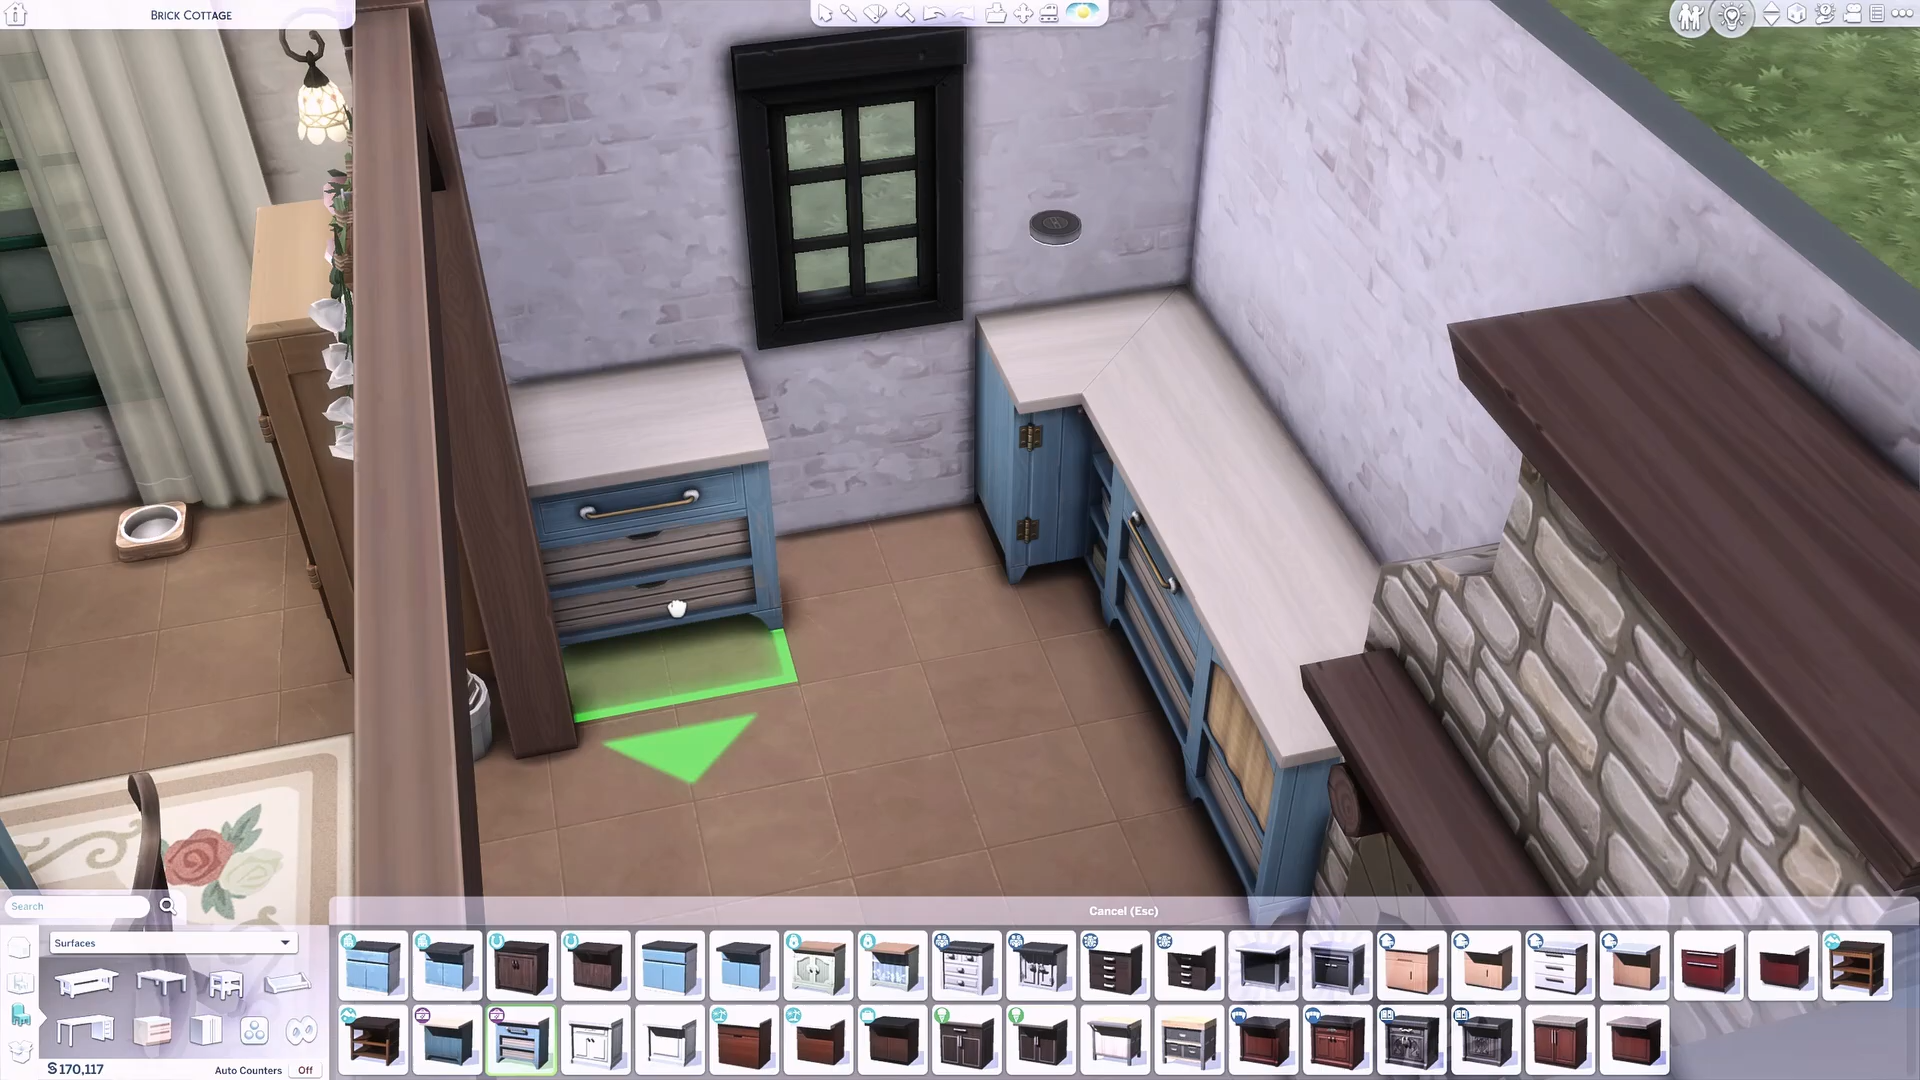 Brick Cottage
Cancel (Esc)
Search
Surfaces
§170,117
Auto Counters
Off